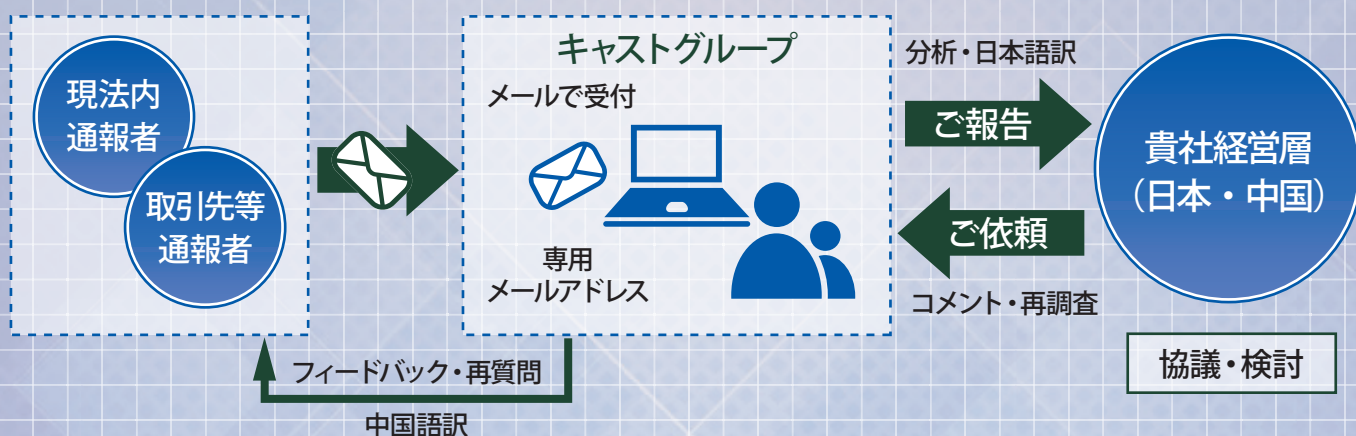 現法内
通報者
取引先等
通報者
キャストグループ
メールで受付
専用
メールアドレス
分析・日本語訳
ご報告
ご依頼
コメント・再調査
貴社経営層
（日本・中国）
協議・検討
フィードバック・再質問
中国語訳